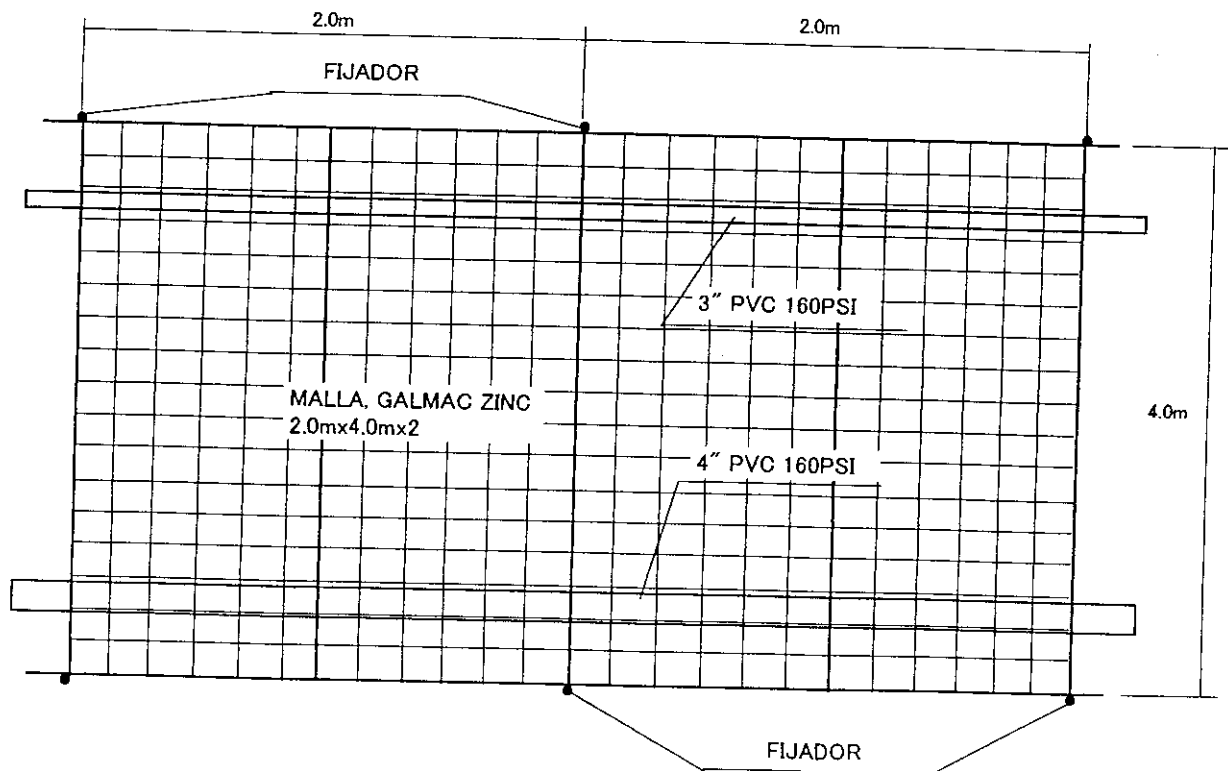 2.0m
2.0m
FIJADOR
3" PVC 160PSI
MALLA, GALMAC ZINC
2.0mx4.0mx2
4.0m
4" PVC 160PSI
FIJADOR